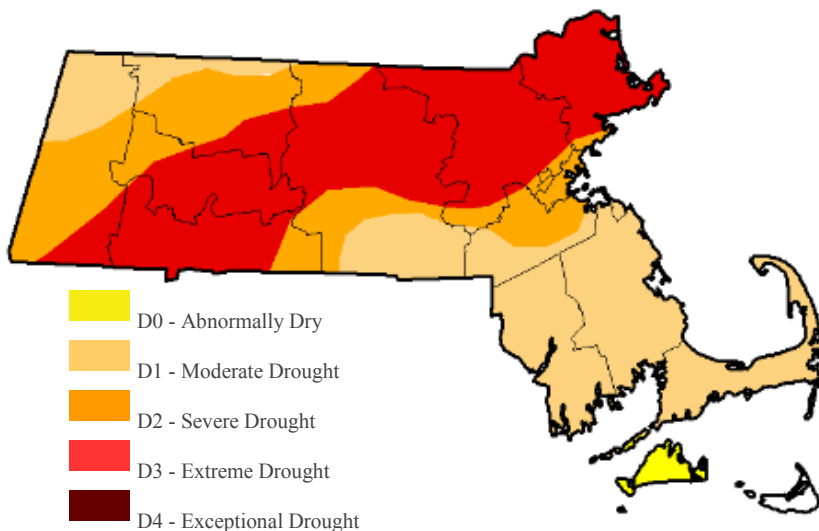 D0 - Abnormally Dry
D1 - Moderate Drought
D2 - Severe Drought
D3 - Extreme Drought
D4 - Exceptional Drought